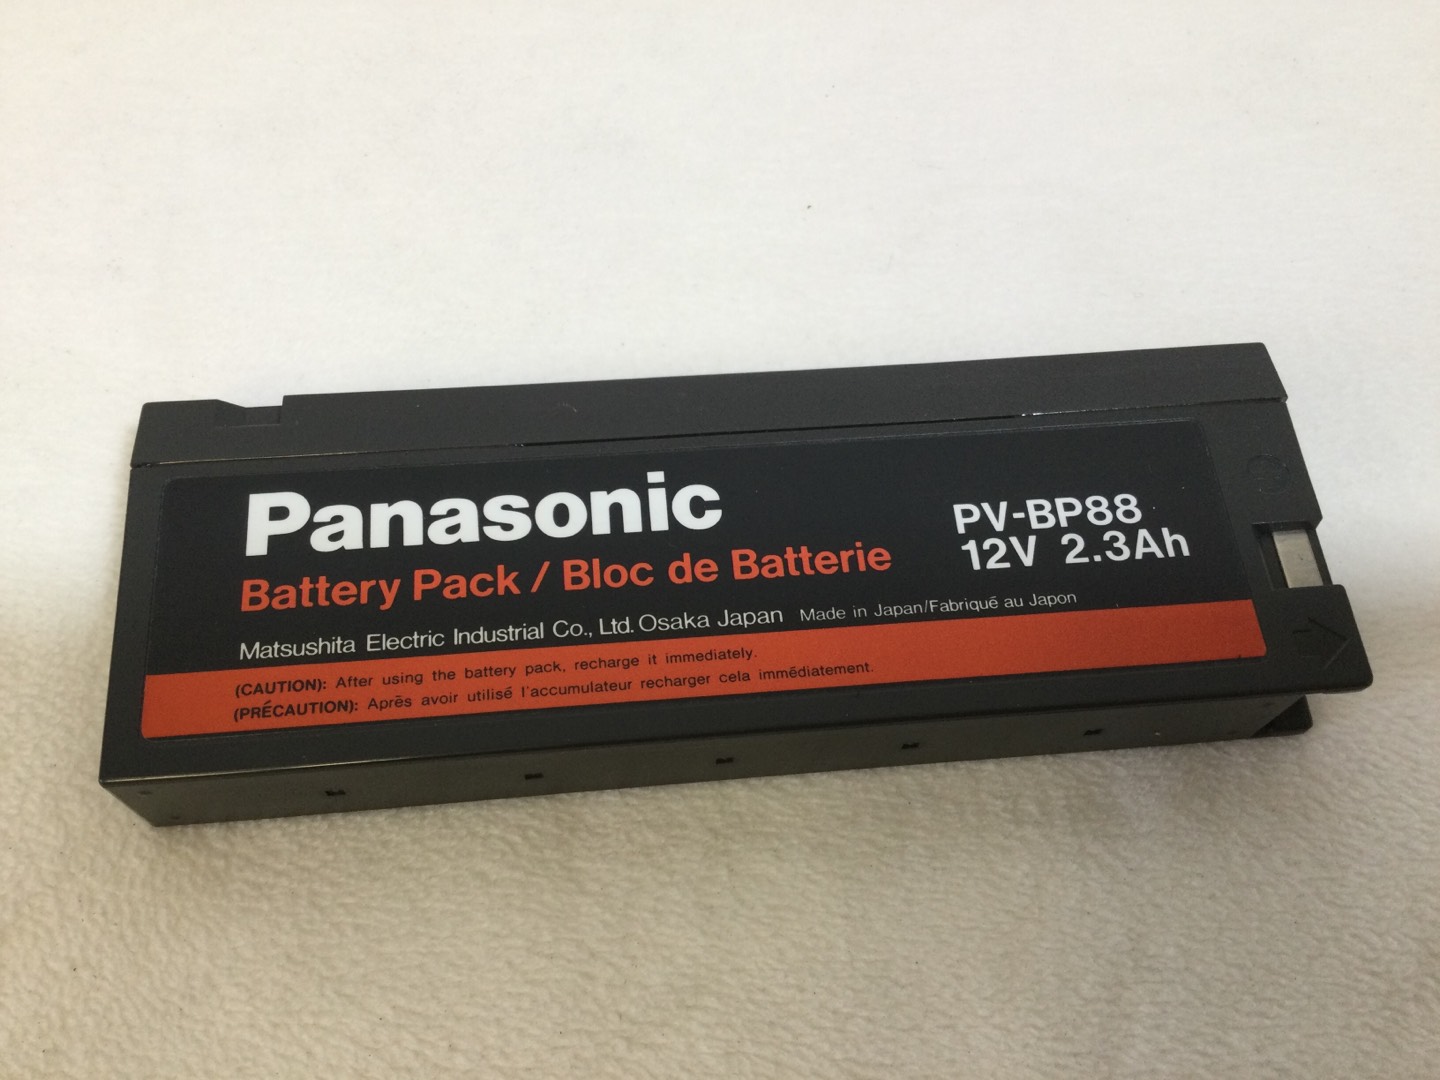 Panasonic
Battery Pack / Bloc de Batterie
PV-BP88
12V 2.3Ah
Matsushita Electric Industrial Co., Ltd. Osaka Japan Made in Japan/Fabriqué au Japon
(CAUTION): After using the battery pack, recharge it immediately.
(PRÉCAUTION): Après avoir utilisé l'accumulateur recharger cela immédiatement.